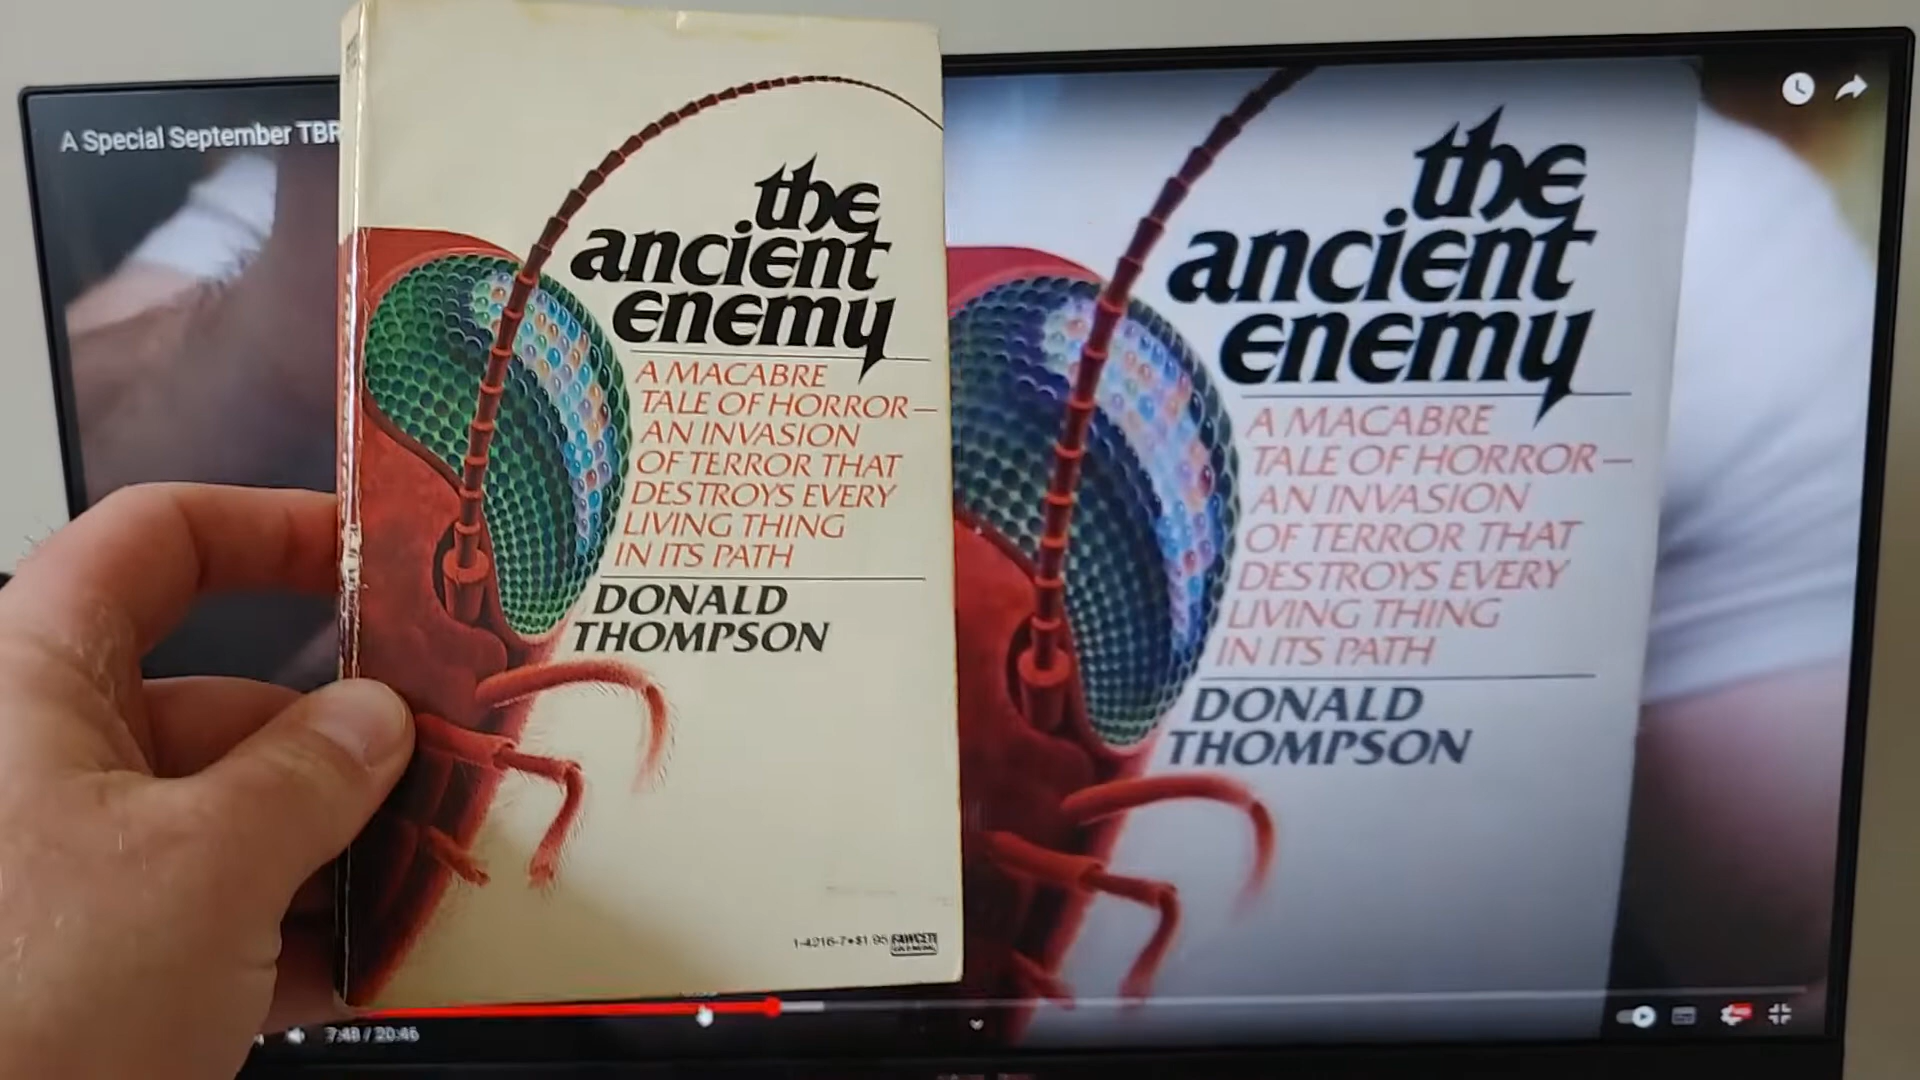 A Special September TBR
the
ancient
enemy
A MACABRE
TALE OF HORROR—
AN INVASION
OF TERROR THAT
DESTROYS EVERY
LIVING THING
IN ITS PATH
DONALD
THOMPSON
1-4216-7•$1.95 FAWCETT
the
ancient
enemy
A MACABRE
TALE OF HORROR—
AN INVASION
OF TERROR THAT
DESTROYS EVERY
LIVING THING
IN ITS PATH
DONALD
THOMPSON
7:48 / 20:46